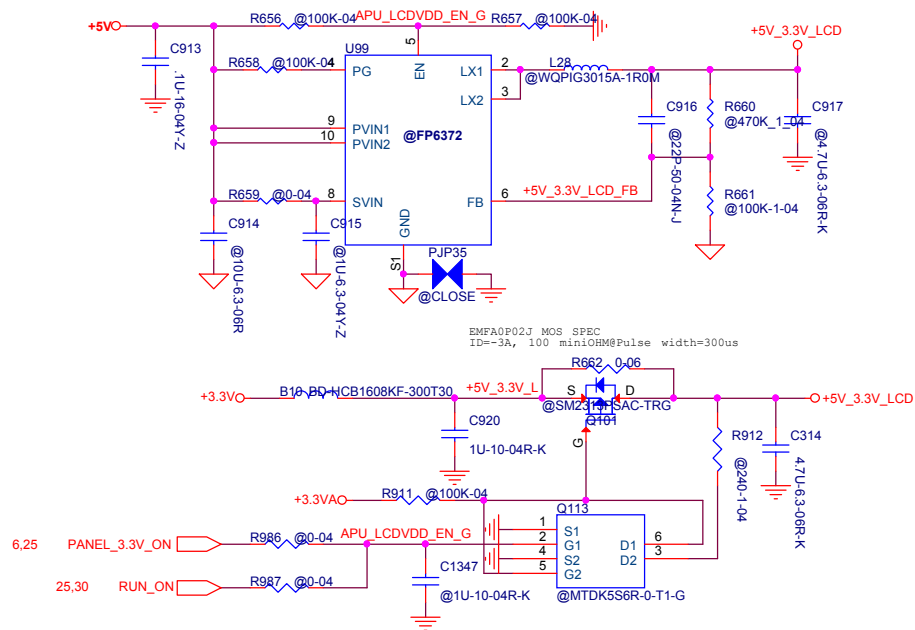 R656 @100K-04
APU_LCDVDD_EN_G
R657 @100K-04
+5V
C913
.1U-16-04Y-Z
R658 @100K-04
U99
5
EN
4
PG
LX1
2
L28
@WQPIG3015A-1R0M
+5V_3.3V_LCD
LX2
3
9
PVIN1
10
PVIN2
@FP6372
C916
@22P-50-04N-J
R660
@470K_1_04
C917
@4.7U-6.3-06R-K
R659 @0-04
8
SVIN
FB
6
+5V_3.3V_LCD_FB
R661
@100K-1-04
GND
S1
C914
@10U-6.3-06R
C915
@1U-6.3-04Y-Z
PJP35
@CLOSE
EMFA0P02J MOS SPEC
ID=-3A, 100 miniOHM@Pulse width=300us
R662 0-06
+3.3V
B10 BD-HCB1608KF-300T30
+5V_3.3V_L
S
D
@SM2315PSAC-TRG
Q101
G
+5V_3.3V_LCD
C920
1U-10-04R-K
R912
@240-1-04
C314
4.7U-6.3-06R-K
+3.3VA
R911 @100K-04
Q113
1
S1
2
G1
4
S2
5
G2
D1
6
D2
3
@MTDK5S6R-0-T1-G
6,25
PANEL_3.3V_ON
R986 @0-04
APU_LCDVDD_EN_G
25,30
RUN_ON
R987 @0-04
C1347
@1U-10-04R-K